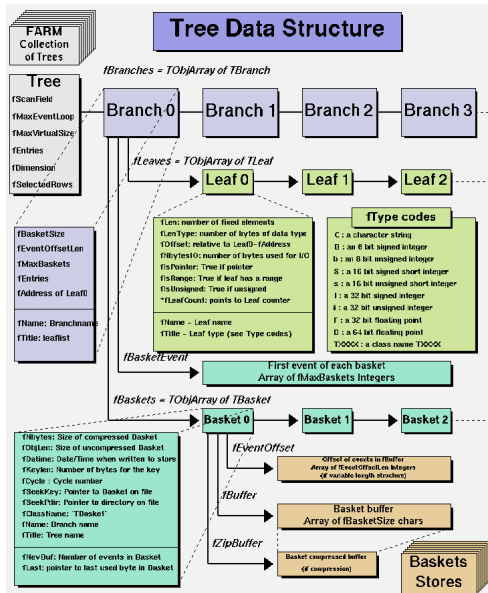 FARM
Collection
of Trees
Tree Data Structure
Tree
fScanField
fMaxEventLoop
fMaxVirtualSize
fEntries
fDimension
fSelectedRows
fBranches = TObjArray of TBranch
Branch 0
Branch 1
Branch 2
Branch 3
fLeaves = TObjArray of TLeaf
Leaf 0
Leaf 1
Leaf 2
fBasketSize
fEventOffsetLen
fMaxBaskets
fEntries
fAddress of Leaf0
fName: Branchname
fTitle: leaflist
fLen: number of fixed elements
fLenType: number of bytes of data type
fOffset: relative to Leaf0-fAddress
fNbytesIO: number of bytes used for I/O
fIsPointer: True if pointer
fIsRange: True if leaf has a range
fIsUnsigned: True if unsigned
*fLeafCount: points to Leaf counter
fName - Leaf name
fTitle - Leaf type (see Type codes)
fType codes
C : a character string
B : an 8 bit signed integer
b : an 8 bit unsigned integer
S : a 16 bit signed short integer
s : a 16 bit unsigned short integer
I : a 32 bit signed integer
i : a 32 bit unsigned integer
F : a 32 bit floating point
D : a 64 bit floating point
TXXXX : a class name TXXXX
fBasketEvent
First event of each basket
Array of fMaxBaskets Integers
fBaskets = TObjArray of TBasket
Basket 0
Basket 1
Basket 2
fNbytes: Size of compressed Basket
fObjLen: Size of uncompressed Basket
fDatime: Date/Time when written to store
fKeylen: Number of bytes for the key
fCycle : Cycle number
fSeekKey: Pointer to Basket on file
fSeekPdir: Pointer to directory on file
fClassName: 'TBasket'
fName: Branch name
fTitle: Tree name
fNevBuf: Number of events in Basket
fLast: pointer to last used byte in Basket
fEventOffset
Offset of events in fBuffer
Array of fEventOffsetLen Integers
(if variable length structure)
fBuffer
Basket buffer
Array of fBasketSize chars
fZipBuffer
Basket compressed buffer
(if compression)
Baskets
Stores